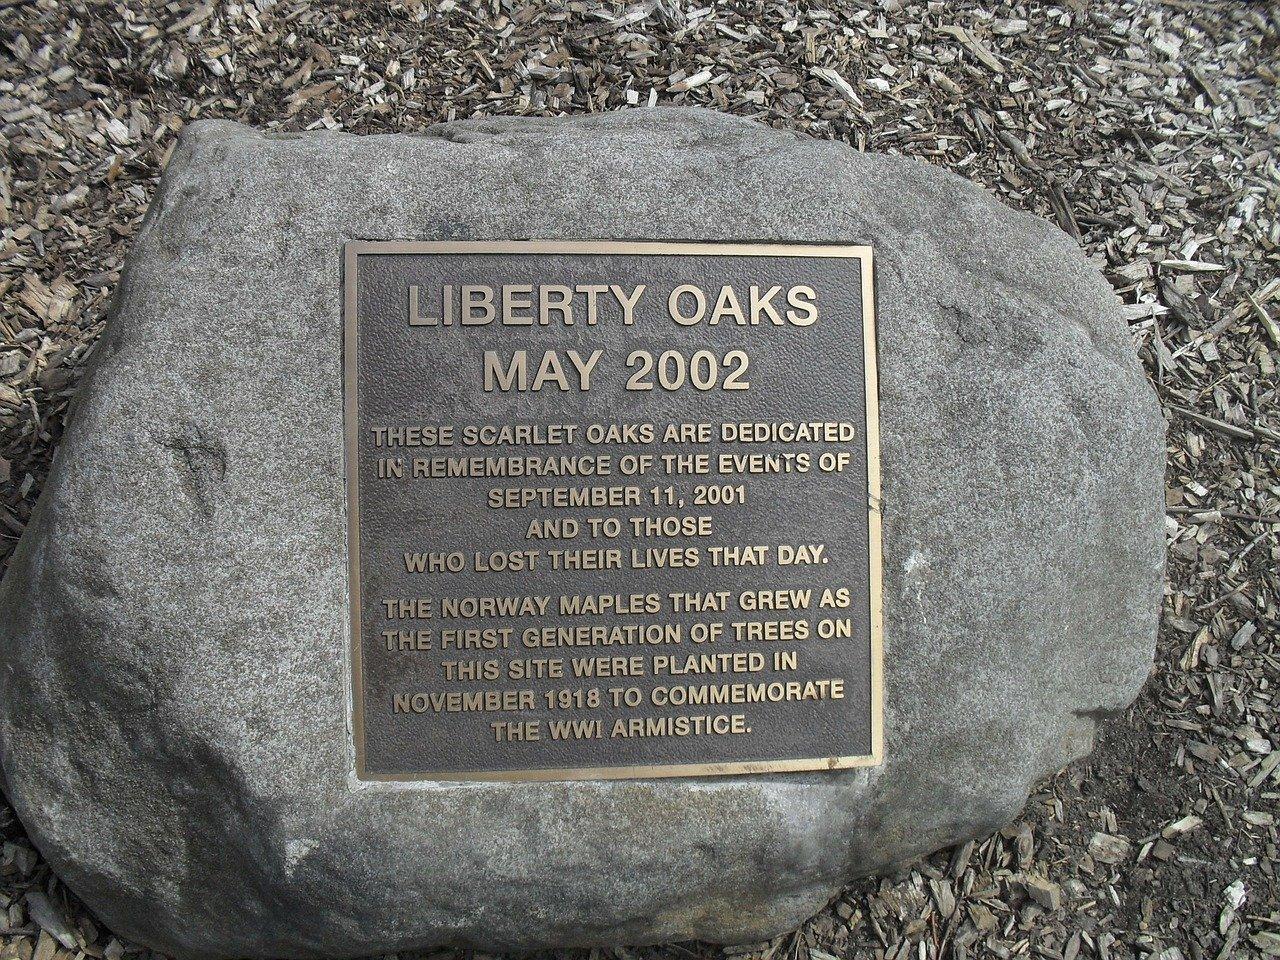 LIBERTY OAKS
MAY 2002
THESE SCARLET OAKS ARE DEDICATED
IN REMEMBRANCE OF THE EVENTS OF
SEPTEMBER 11, 2001
AND TO THOSE
WHO LOST THEIR LIVES THAT DAY.
THE NORWAY MAPLES THAT GREW AS
THE FIRST GENERATION OF TREES ON
THIS SITE WERE PLANTED IN
NOVEMBER 1918 TO COMMEMORATE
THE WWI ARMISTICE.